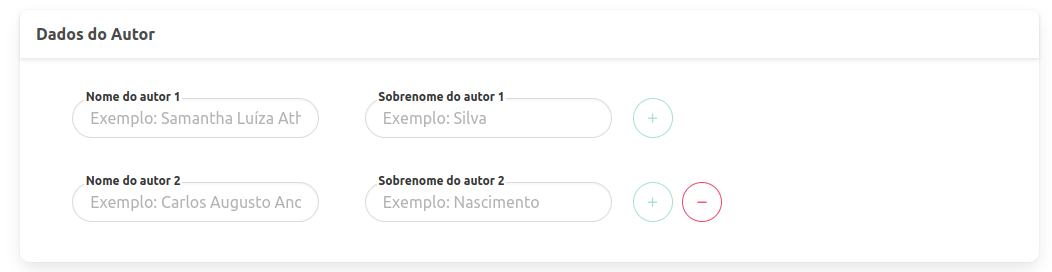 Dados do Autor
Nome do autor 1
Sobrenome do autor 1
Exemplo: Samantha Luíza Ath
Exemplo: Silva
+
Nome do autor 2
Sobrenome do autor 2
Exemplo: Carlos Augusto Anc
Exemplo: Nascimento
+ −